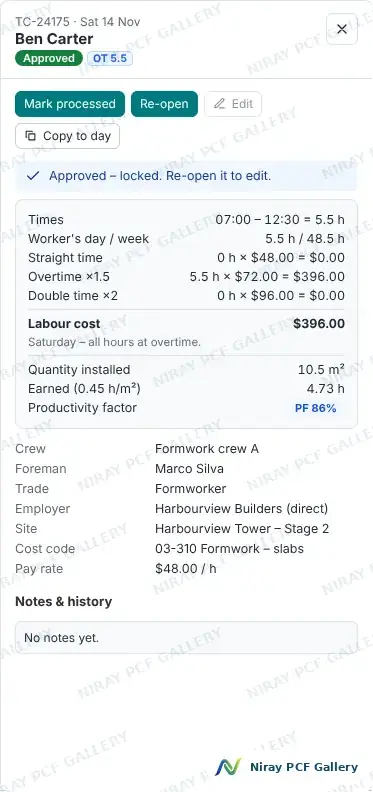 TC-24175 · Sat 14 Nov
Ben Carter
Approved OT 5.5
Mark processed Re-open Edit
Copy to day
Approved – locked. Re-open it to edit.
Times 07:00 – 12:30 = 5.5 h
Worker's day / week 5.5 h / 48.5 h
Straight time 0 h × $48.00 = $0.00
Overtime ×1.5 5.5 h × $72.00 = $396.00
Double time ×2 0 h × $96.00 = $0.00
Labour cost $396.00
Saturday – all hours at overtime.
Quantity installed 10.5 m²
Earned (0.45 h/m²) 4.73 h
Productivity factor PF 86%
Crew Formwork crew A
Foreman Marco Silva
Trade Formworker
Employer Harbourview Builders (direct)
Site Harbourview Tower – Stage 2
Cost code 03-310 Formwork – slabs
Pay rate $48.00 / h
Notes & history
No notes yet.
Niray PCF Gallery
NIRAY PCF GALLERY